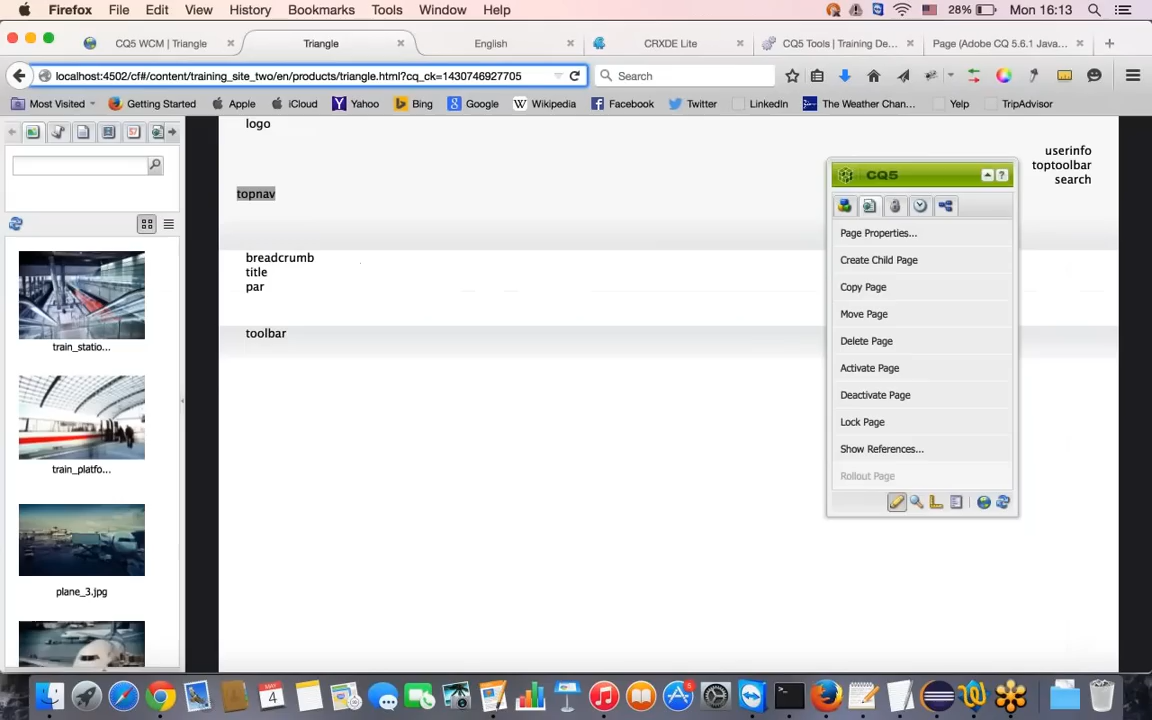 Firefox File Edit View History Bookmarks Tools Window Help 28% Mon 16:13
CQ5 WCM | Triangle Triangle English CRXDE Lite CQ5 Tools | Training De... Page (Adobe CQ 5.6.1 Java...
localhost:4502/cf#/content/training_site_two/en/products/triangle.html?cq_ck=1430746927705 Search
Most Visited Getting Started Apple iCloud Yahoo Bing Google Wikipedia Facebook Twitter LinkedIn The Weather Chan... Yelp TripAdvisor
logo
userinfo
toptoolbar
search
topnav
breadcrumb
title
par
toolbar
train_statio...
train_platfo...
plane_3.jpg
CQ5
Page Properties...
Create Child Page
Copy Page
Move Page
Delete Page
Activate Page
Deactivate Page
Lock Page
Show References...
Rollout Page